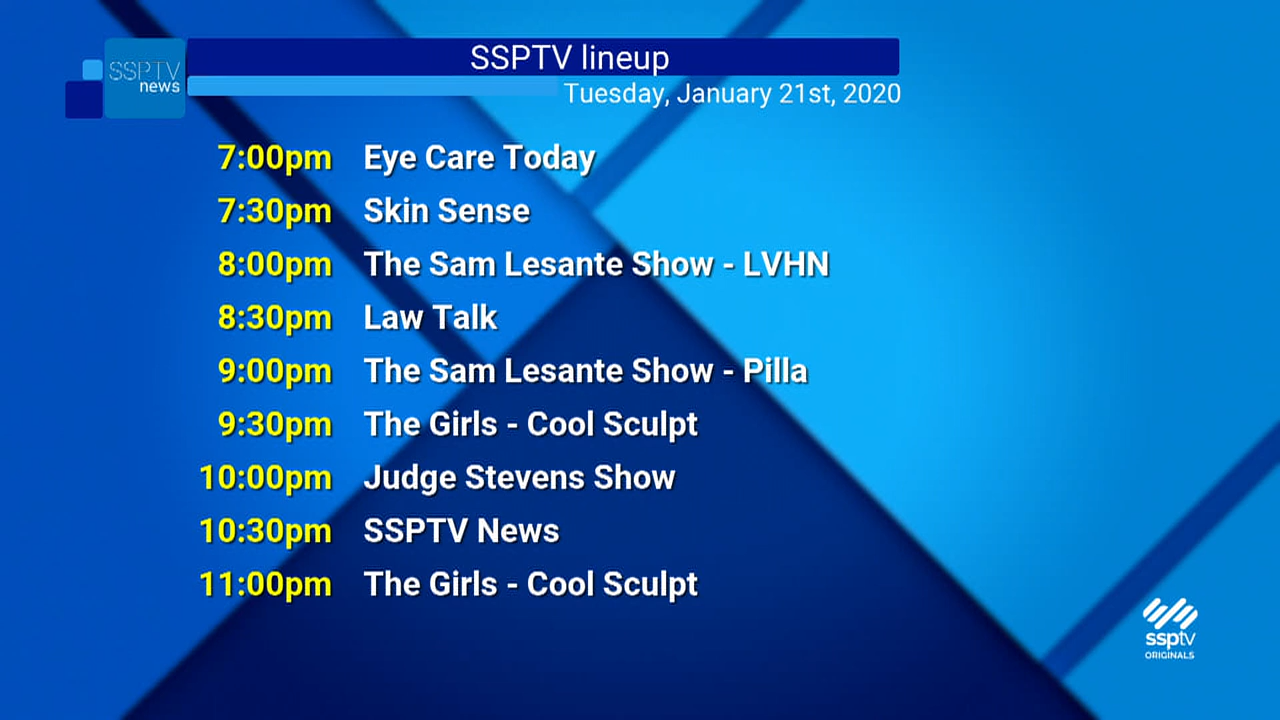 SSPTV lineup
SSPTV
news
Tuesday, January 21st, 2020
7:00pm Eye Care Today
7:30pm Skin Sense
8:00pm The Sam Lesante Show - LVHN
8:30pm Law Talk
9:00pm The Sam Lesante Show - Pilla
9:30pm The Girls - Cool Sculpt
10:00pm Judge Stevens Show
10:30pm SSPTV News
11:00pm The Girls - Cool Sculpt
ssptv
ORIGINALS